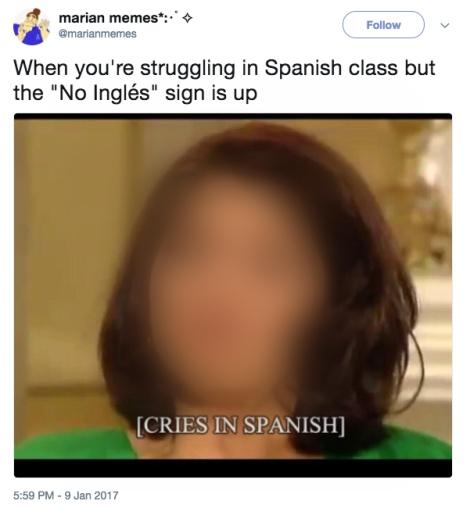 marian memes*:·˚ ✧
@marianmemes
Follow
When you're struggling in Spanish class but
the "No Inglés" sign is up
[CRIES IN SPANISH]
5:59 PM - 9 Jan 2017